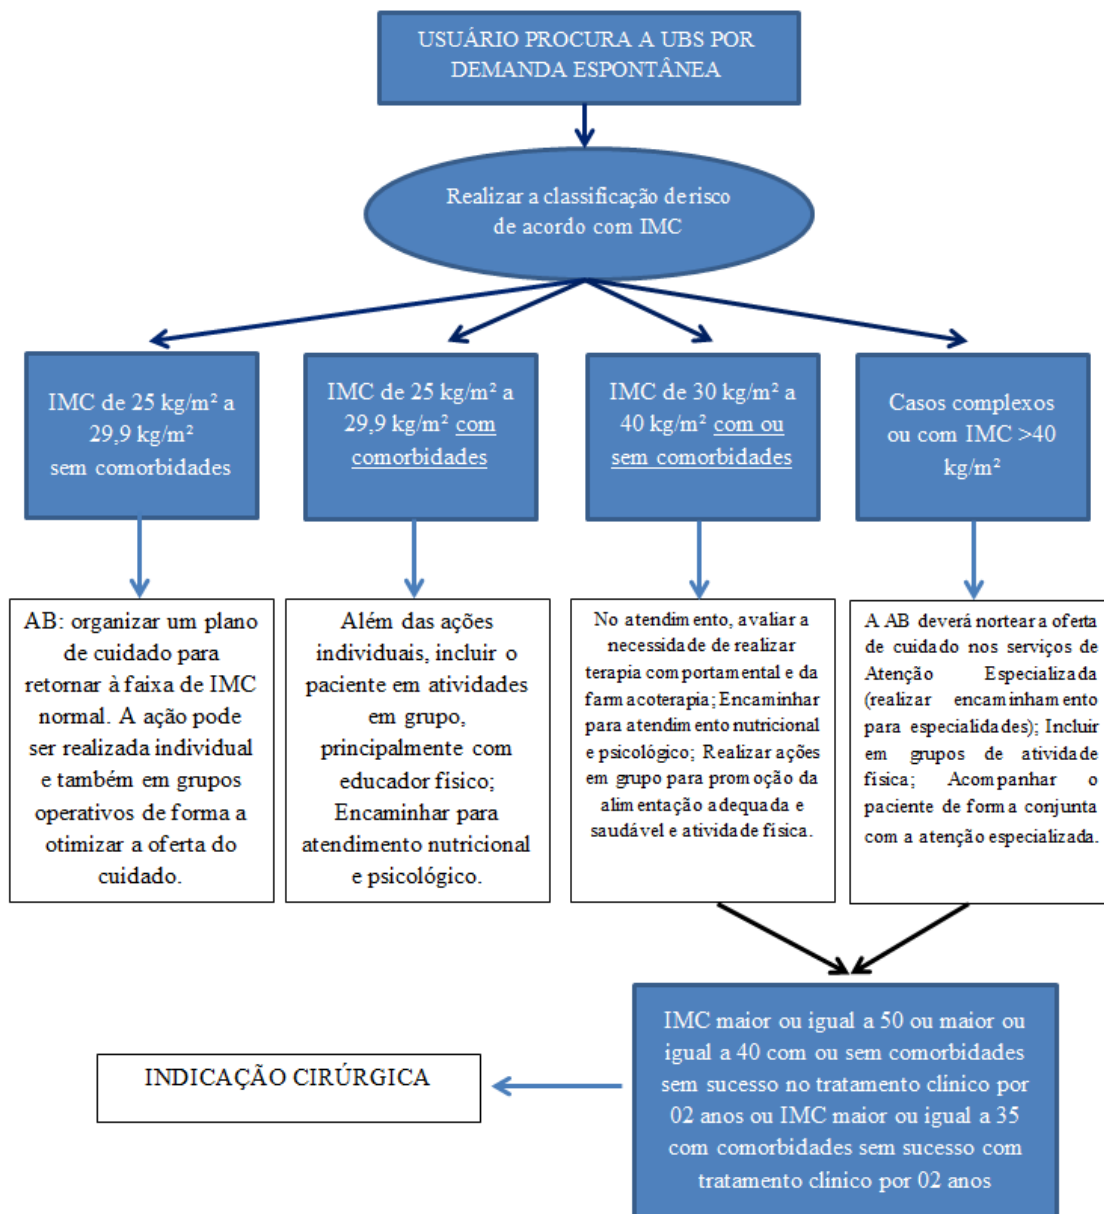 USUÁRIO PROCURA A UBS POR
DEMANDA ESPONTÂNEA
Realizar a classificação derisco
de acordo com IMC
IMC de 25 kg/m² a
29,9 kg/m²
sem comorbidades
IMC de 25 kg/m² a
29,9 kg/m² com
comorbidades
IMC de 30 kg/m² a
40 kg/m² com ou
sem comorbidades
Casos complexos
ou com IMC >40
kg/m²
AB: organizar um plano
de cuidado para
retornar à faixa de IMC
normal. A ação pode
ser realizada individual
e também em grupos
operativos de forma a
otimizar a oferta do
cuidado.
Além das ações
individuais, incluir o
paciente em atividades
em grupo,
principalmente com
educador físico;
Encaminhar para
atendimento nutricional
e psicológico.
No atendimento, avaliar a
necessidade de realizar
terapia comportamental e da
farmacoterapia; Encaminhar
para atendimento nutricional
e psicológico; Realizar ações
em grupo para promoção da
alimentação adequada e
saudável e atividade física.
A AB deverá nortear a oferta
de cuidado nos serviços de
Atenção Especializada
(realizar encaminhamento
para especialidades); Incluir
em grupos de atividade
física; Acompanhar o
paciente de forma conjunta
com a atenção especializada.
IMC maior ou igual a 50 ou maior ou
igual a 40 com ou sem comorbidades
sem sucesso no tratamento clínico por
02 anos ou IMC maior ou igual a 35
com comorbidades sem sucesso com
tratamento clínico por 02 anos
INDICAÇÃO CIRÚRGICA